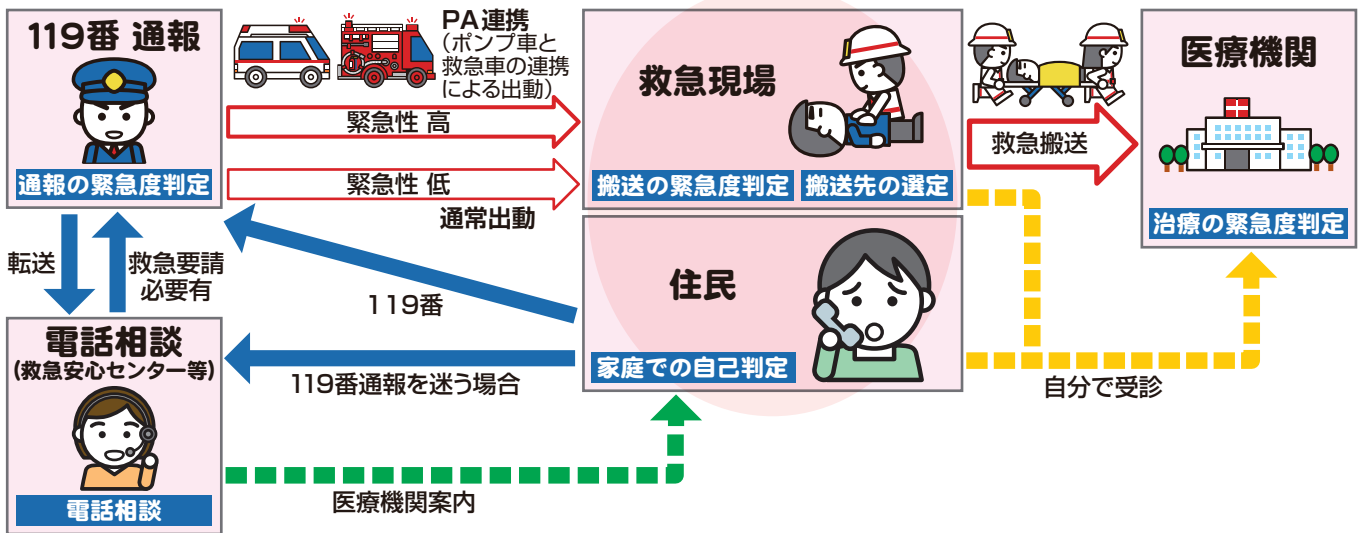 119番 通報
通報の緊急度判定
PA連携
(ポンプ車と
救急車の連携
による出動)
緊急性 高
緊急性 低
通常出動
救急現場
搬送の緊急度判定
搬送先の選定
救急搬送
医療機関
治療の緊急度判定
転送
救急要請
必要有
119番
住民
家庭での自己判定
電話相談
(救急安心センター等)
電話相談
119番通報を迷う場合
自分で受診
医療機関案内